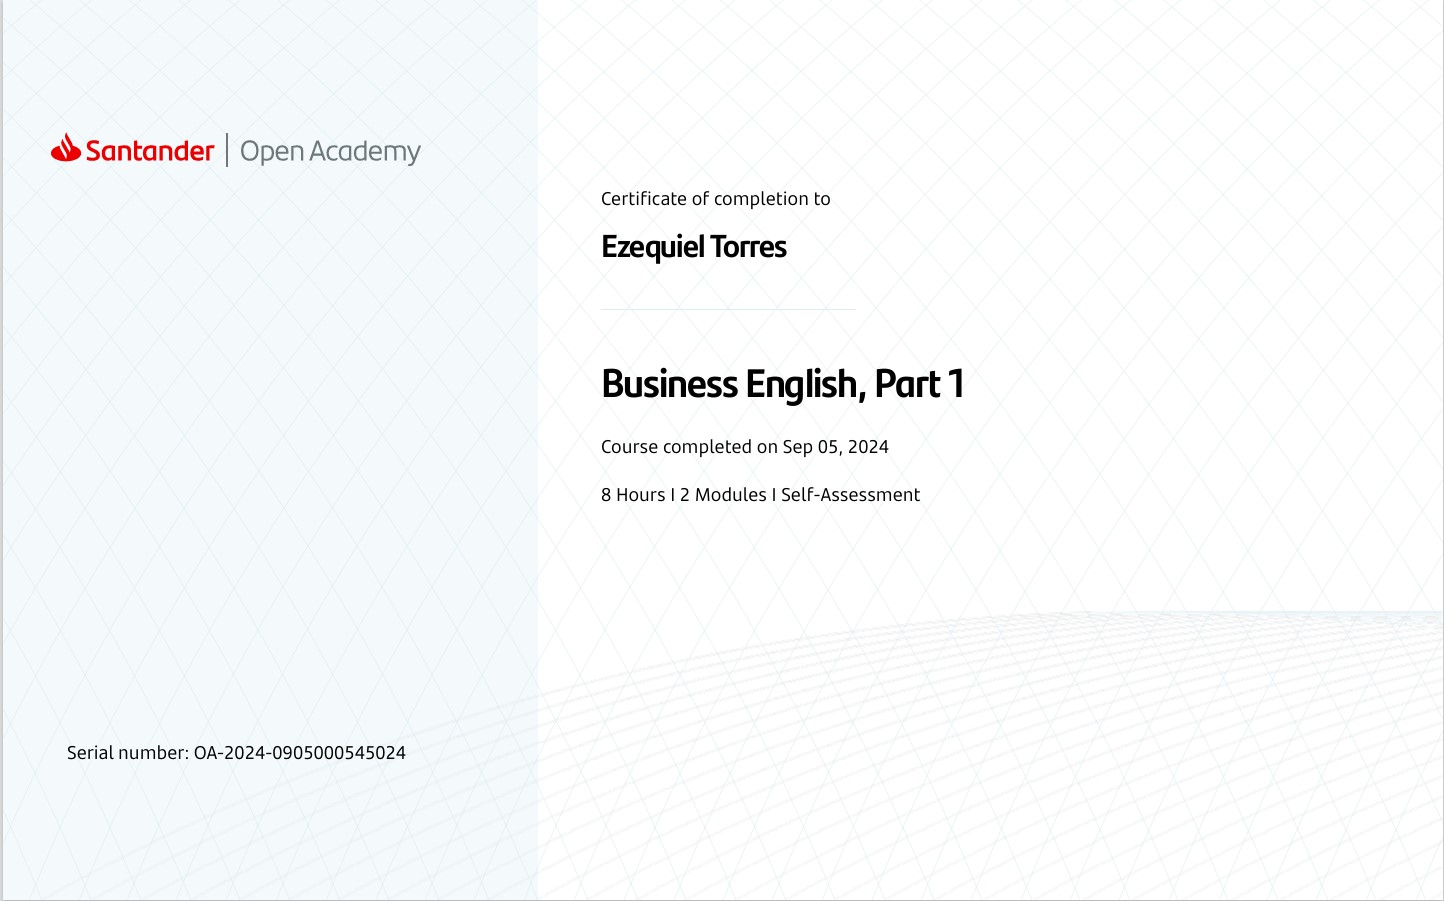 Santander | Open Academy
Certificate of completion to
Ezequiel Torres
Business English, Part 1
Course completed on Sep 05, 2024
8 Hours I 2 Modules I Self-Assessment
Serial number: OA-2024-0905000545024